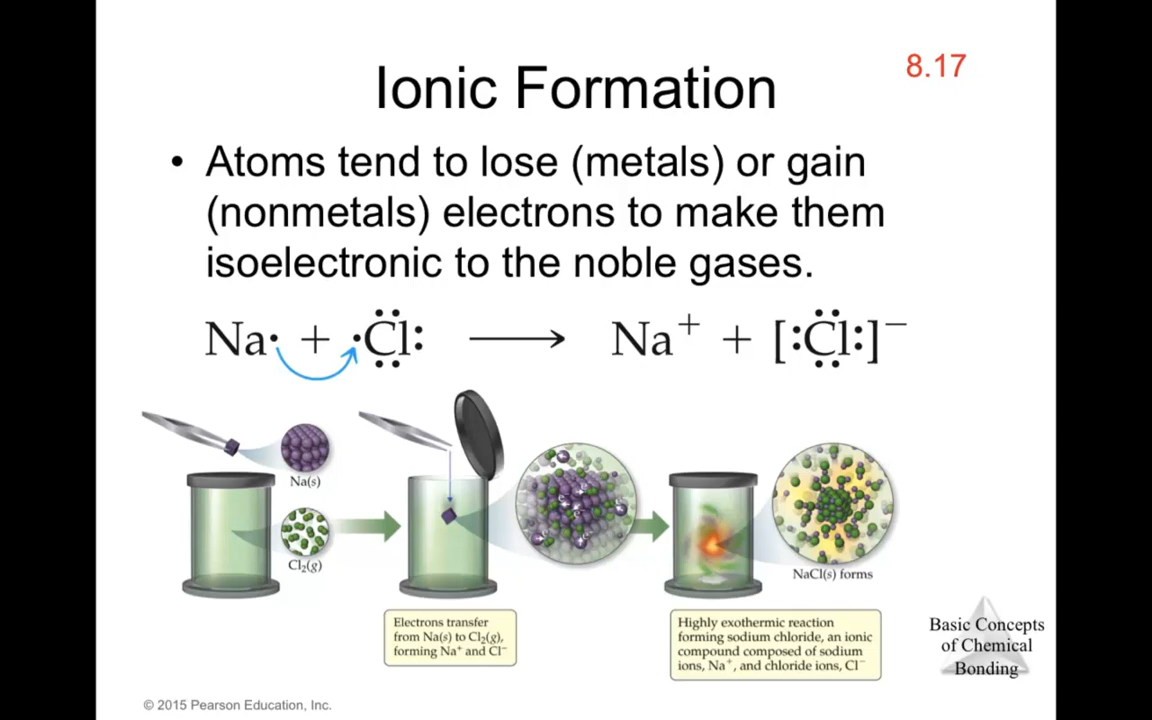 8.17
Ionic Formation
• Atoms tend to lose (metals) or gain
(nonmetals) electrons to make them
isoelectronic to the noble gases.
Na· + ·C̈l: ⟶ Na⁺ + [:C̈l:]⁻
Na(s)
Cl₂(g)
NaCl(s) forms
Electrons transfer
from Na(s) to Cl₂(g),
forming Na⁺ and Cl⁻
Highly exothermic reaction
forming sodium chloride, an ionic
compound composed of sodium
ions, Na⁺, and chloride ions, Cl⁻
Basic Concepts
of Chemical
Bonding
© 2015 Pearson Education, Inc.